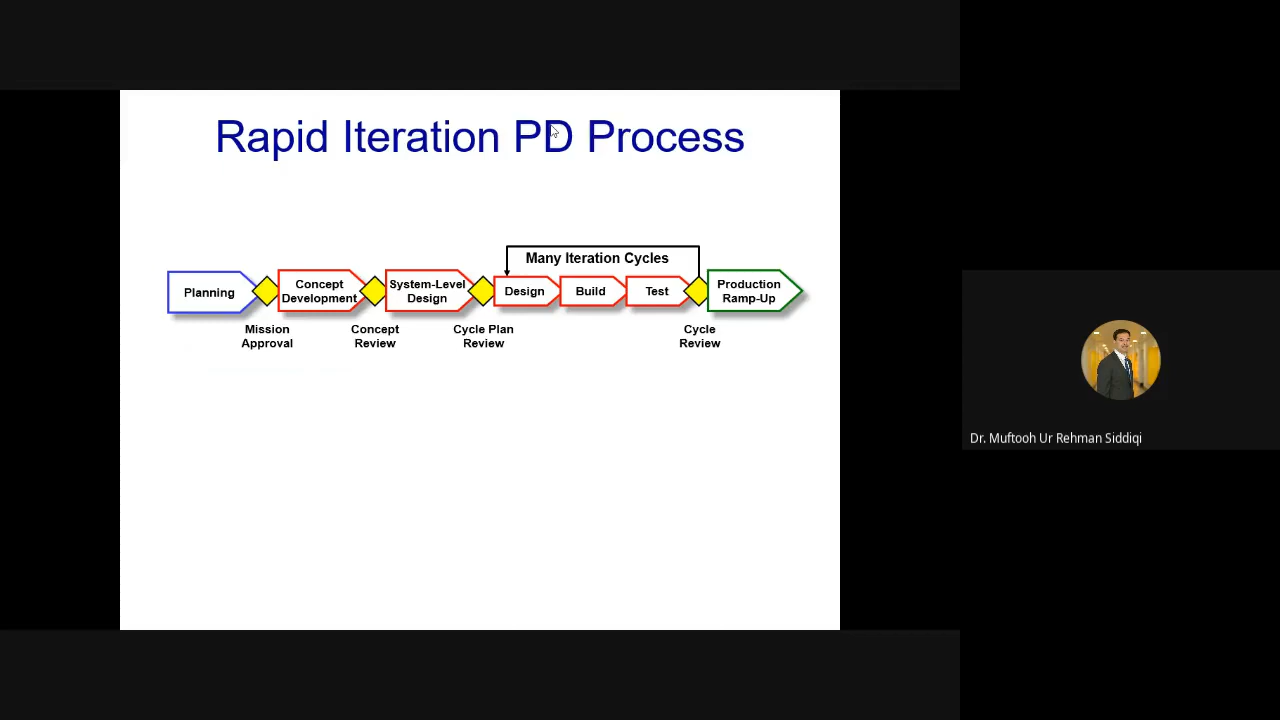 Rapid Iteration PD Process
Many Iteration Cycles
Planning
Concept
Development
System-Level
Design
Design
Build
Test
Production
Ramp-Up
Mission
Approval
Concept
Review
Cycle Plan
Review
Cycle
Review
Dr. Muftooh Ur Rehman Siddiqi